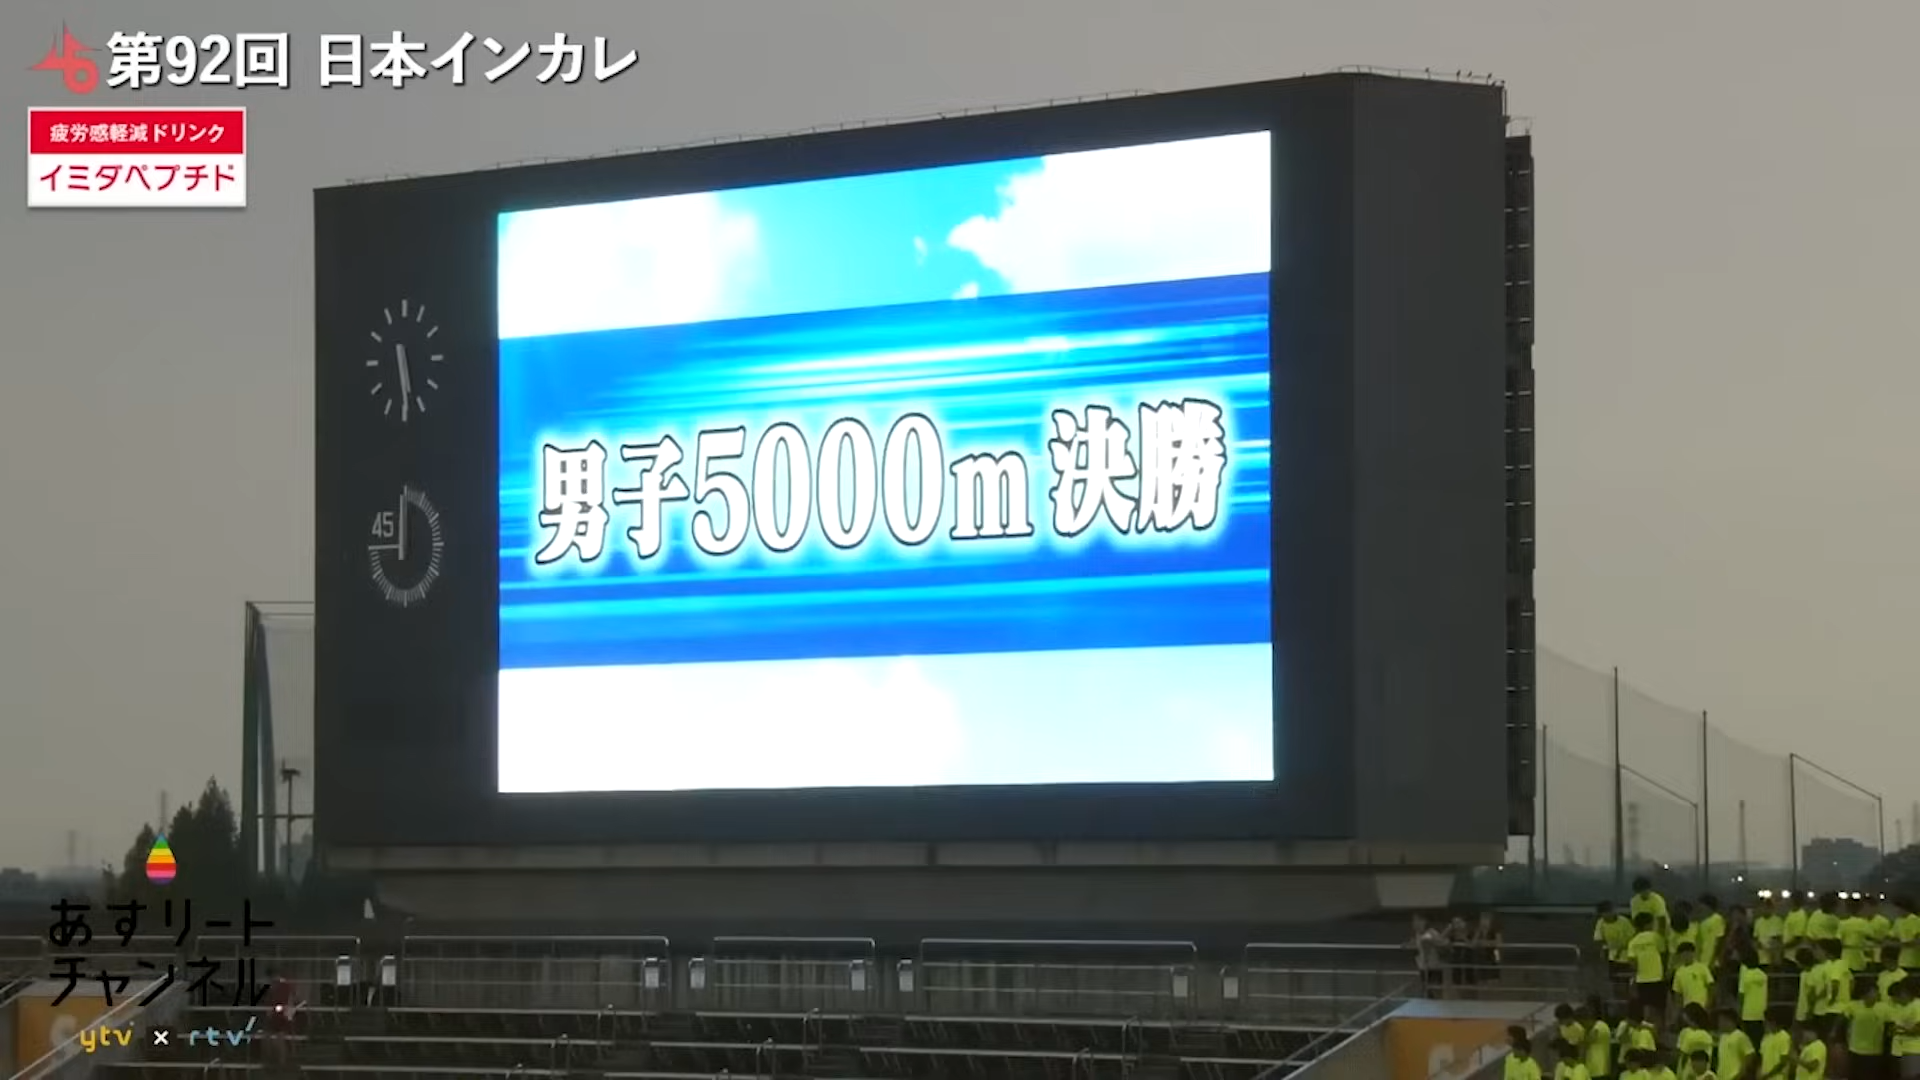 第92回 日本インカレ
疲労感軽減ドリンク
イミダペプチド
45
男子5000m 決勝
あすリート
チャンネル
ytv × rtv